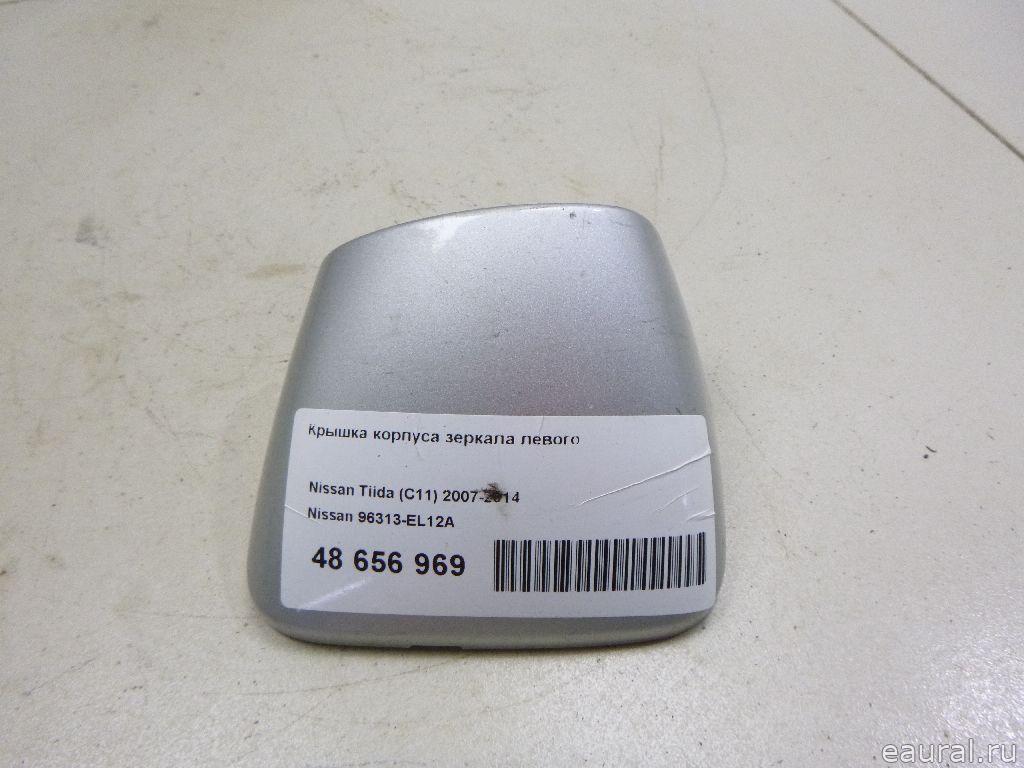 Крышка корпуса зеркала левого
Nissan Tiida (C11) 2007-2014
Nissan 96313-EL12A
48 656 969
eaural.ru